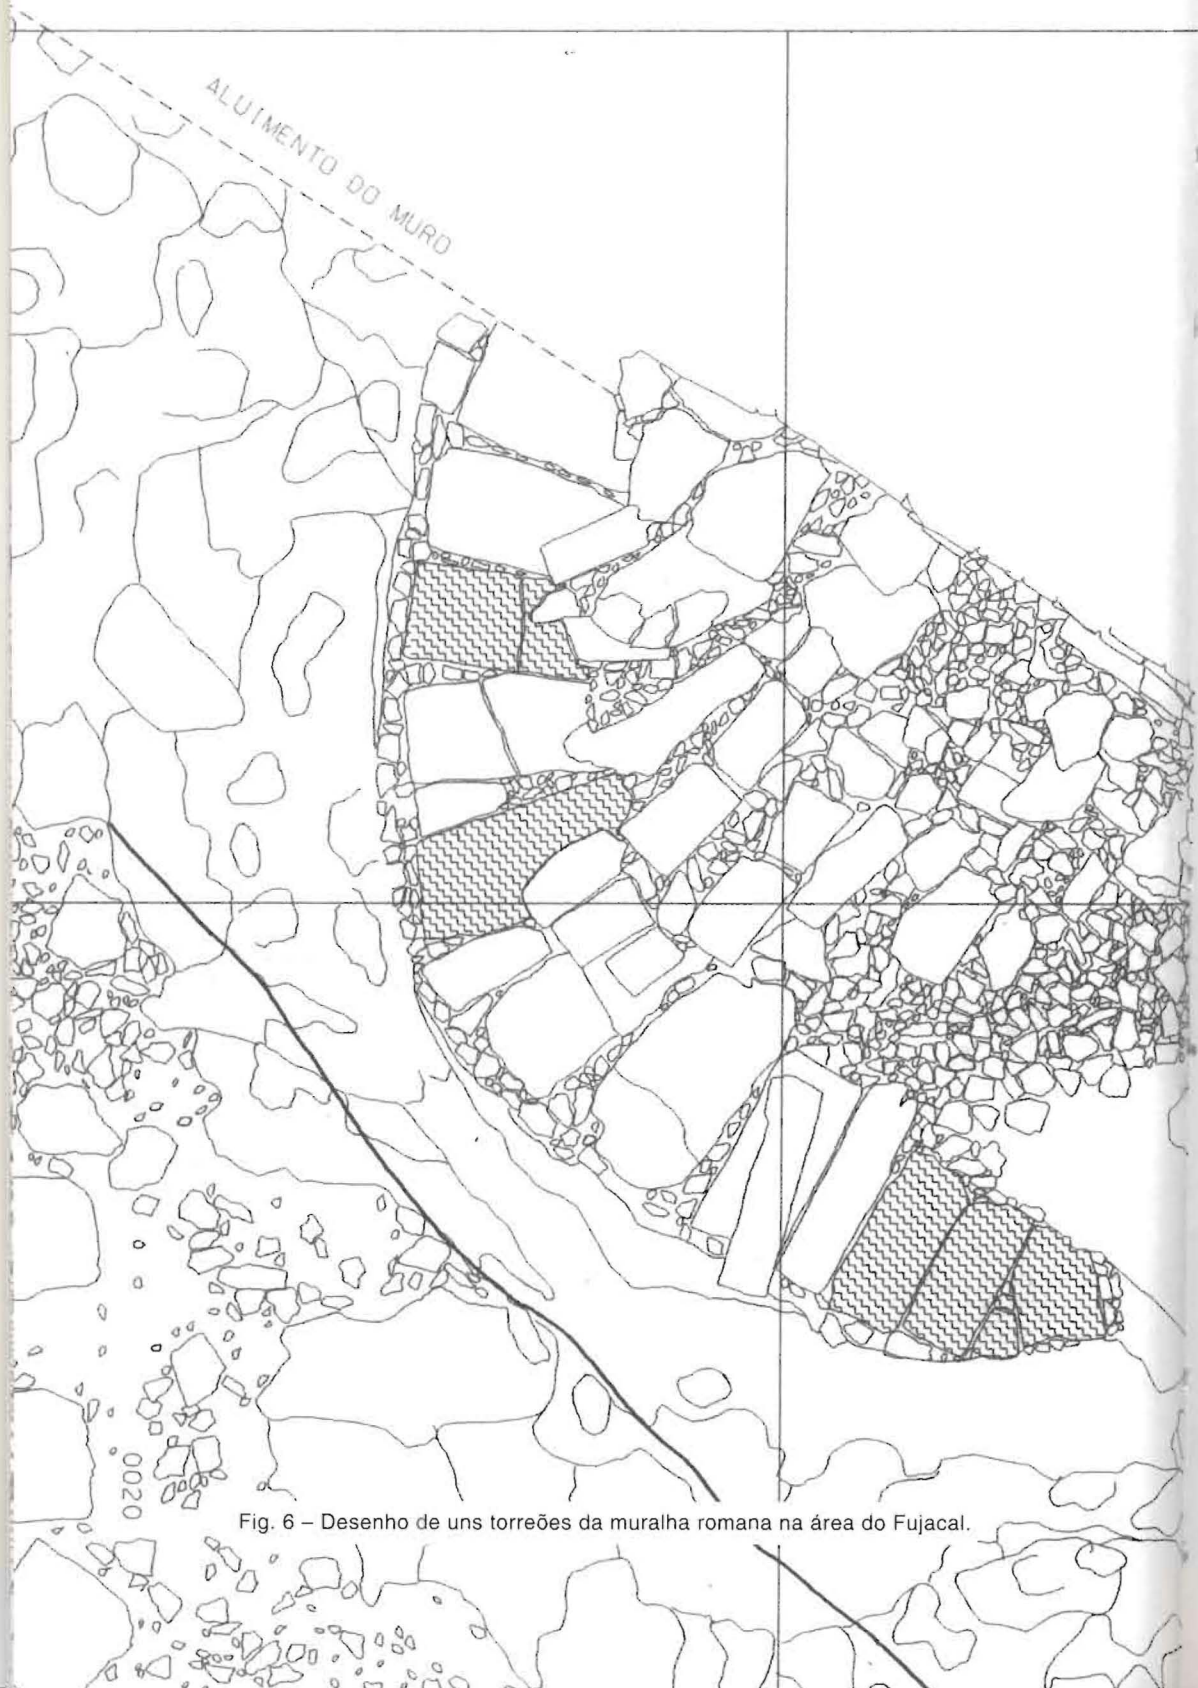 ALUIMENTO DO MURO
0020
Fig. 6 – Desenho de uns torreões da muralha romana na área do Fujacal.